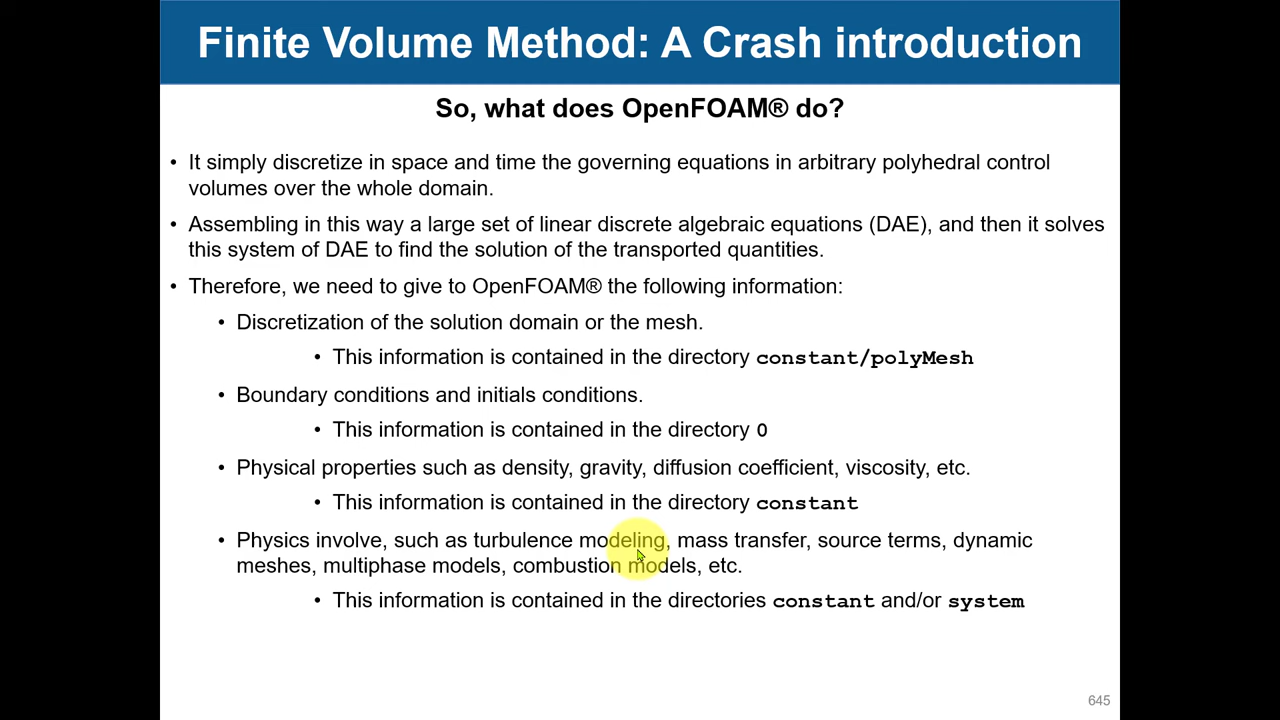 Finite Volume Method: A Crash introduction
So, what does OpenFOAM® do?
• It simply discretize in space and time the governing equations in arbitrary polyhedral control
volumes over the whole domain.
• Assembling in this way a large set of linear discrete algebraic equations (DAE), and then it solves
this system of DAE to find the solution of the transported quantities.
• Therefore, we need to give to OpenFOAM® the following information:
• Discretization of the solution domain or the mesh.
• This information is contained in the directory constant/polyMesh
• Boundary conditions and initials conditions.
• This information is contained in the directory 0
• Physical properties such as density, gravity, diffusion coefficient, viscosity, etc.
• This information is contained in the directory constant
• Physics involve, such as turbulence modeling, mass transfer, source terms, dynamic
meshes, multiphase models, combustion models, etc.
• This information is contained in the directories constant and/or system
645